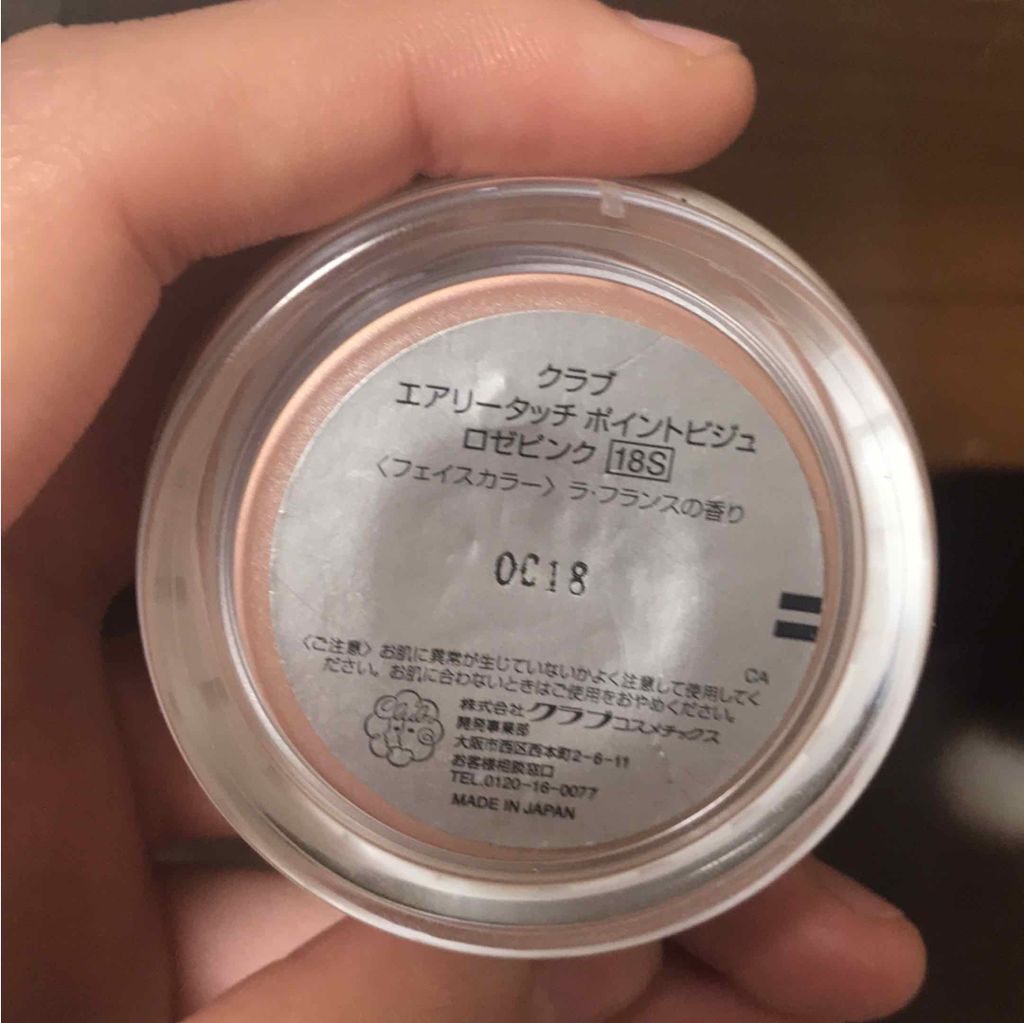 クラブ
エアリータッチ ポイントビジュ
ロゼピンク 18S
〈フェイスカラー〉 ラ・フランスの香り
0C18
CA
〈ご注意〉お肌に異常が生じていないかよく注意して使用してく
ださい。お肌に合わないときはご使用をおやめください。
Club
株式会社クラブコスメチックス
開発事業部
大阪市西区西本町2-6-11
お客様相談窓口
TEL.0120-16-0077
MADE IN JAPAN